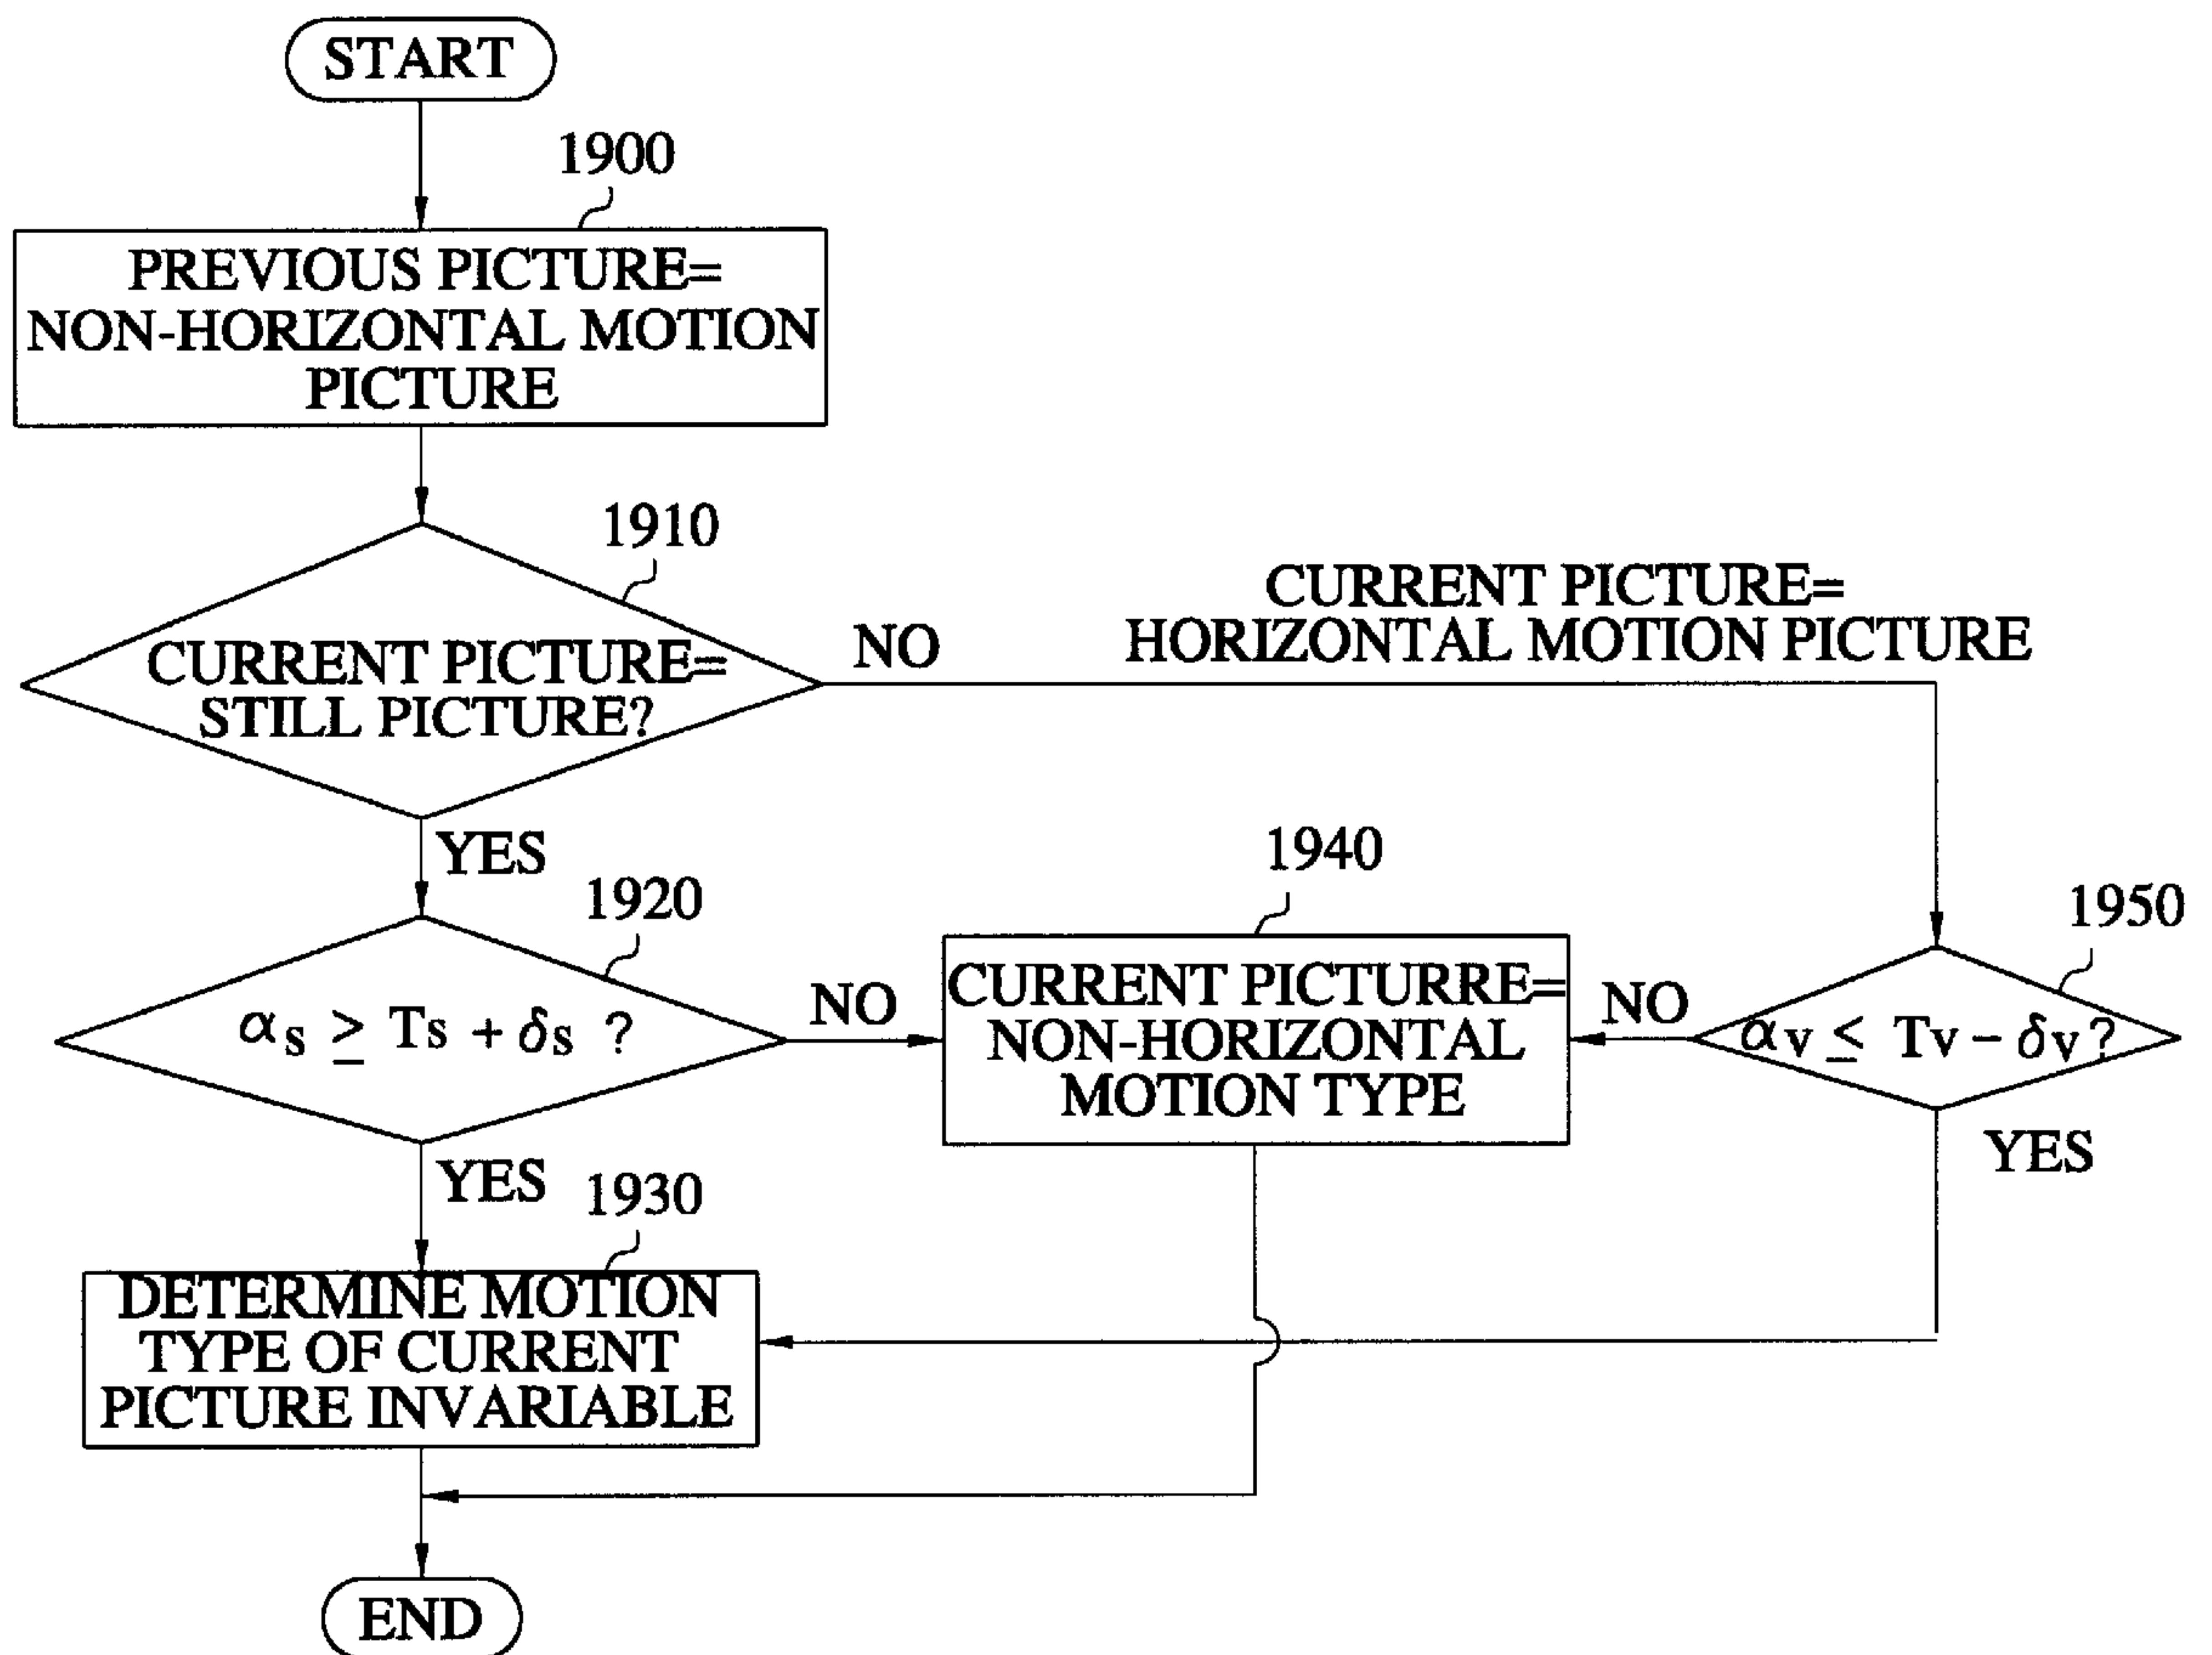 START
1900
PREVIOUS PICTURE=
NON-HORIZONTAL MOTION
PICTURE
1910
CURRENT PICTURE=
STILL PICTURE?
NO
CURRENT PICTURE=
HORIZONTAL MOTION PICTURE
YES
1920
αs ≥ Ts + δs ?
NO
1940
CURRENT PICTURRE=
NON-HORIZONTAL
MOTION TYPE
NO
1950
αv ≤ Tv − δv?
YES
YES
1930
DETERMINE MOTION
TYPE OF CURRENT
PICTURE INVARIABLE
END